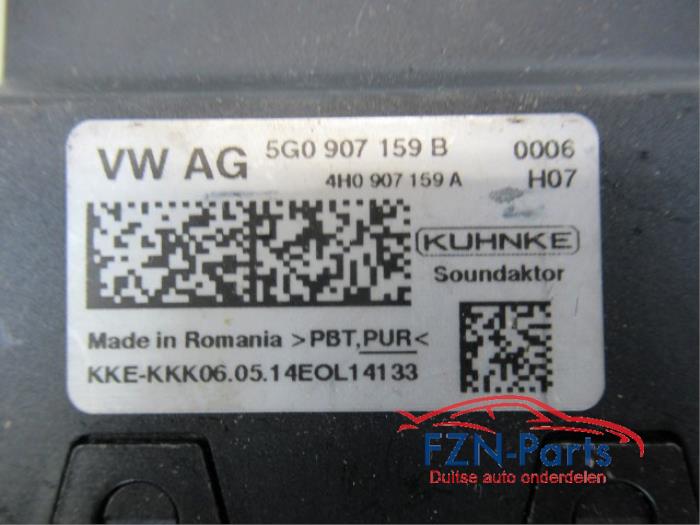 VW AG 5G0 907 159 B 0006
4H0 907 159 A H07
KUHNKE
Soundaktor
Made in Romania >PBT,PUR<
KKE-KKK06.05.14EOL14133
FZN-Parts
Duitse auto onderdelen